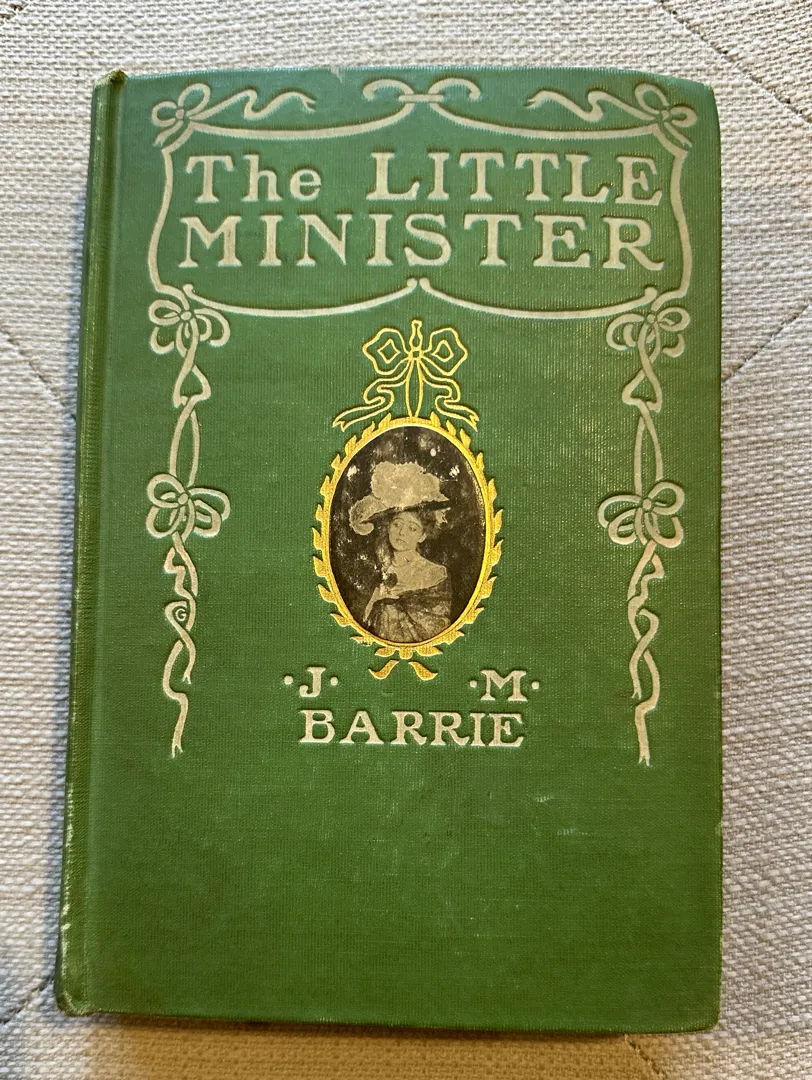 The LITTLE
MINISTER
G
·J· ·M·
BARRIE